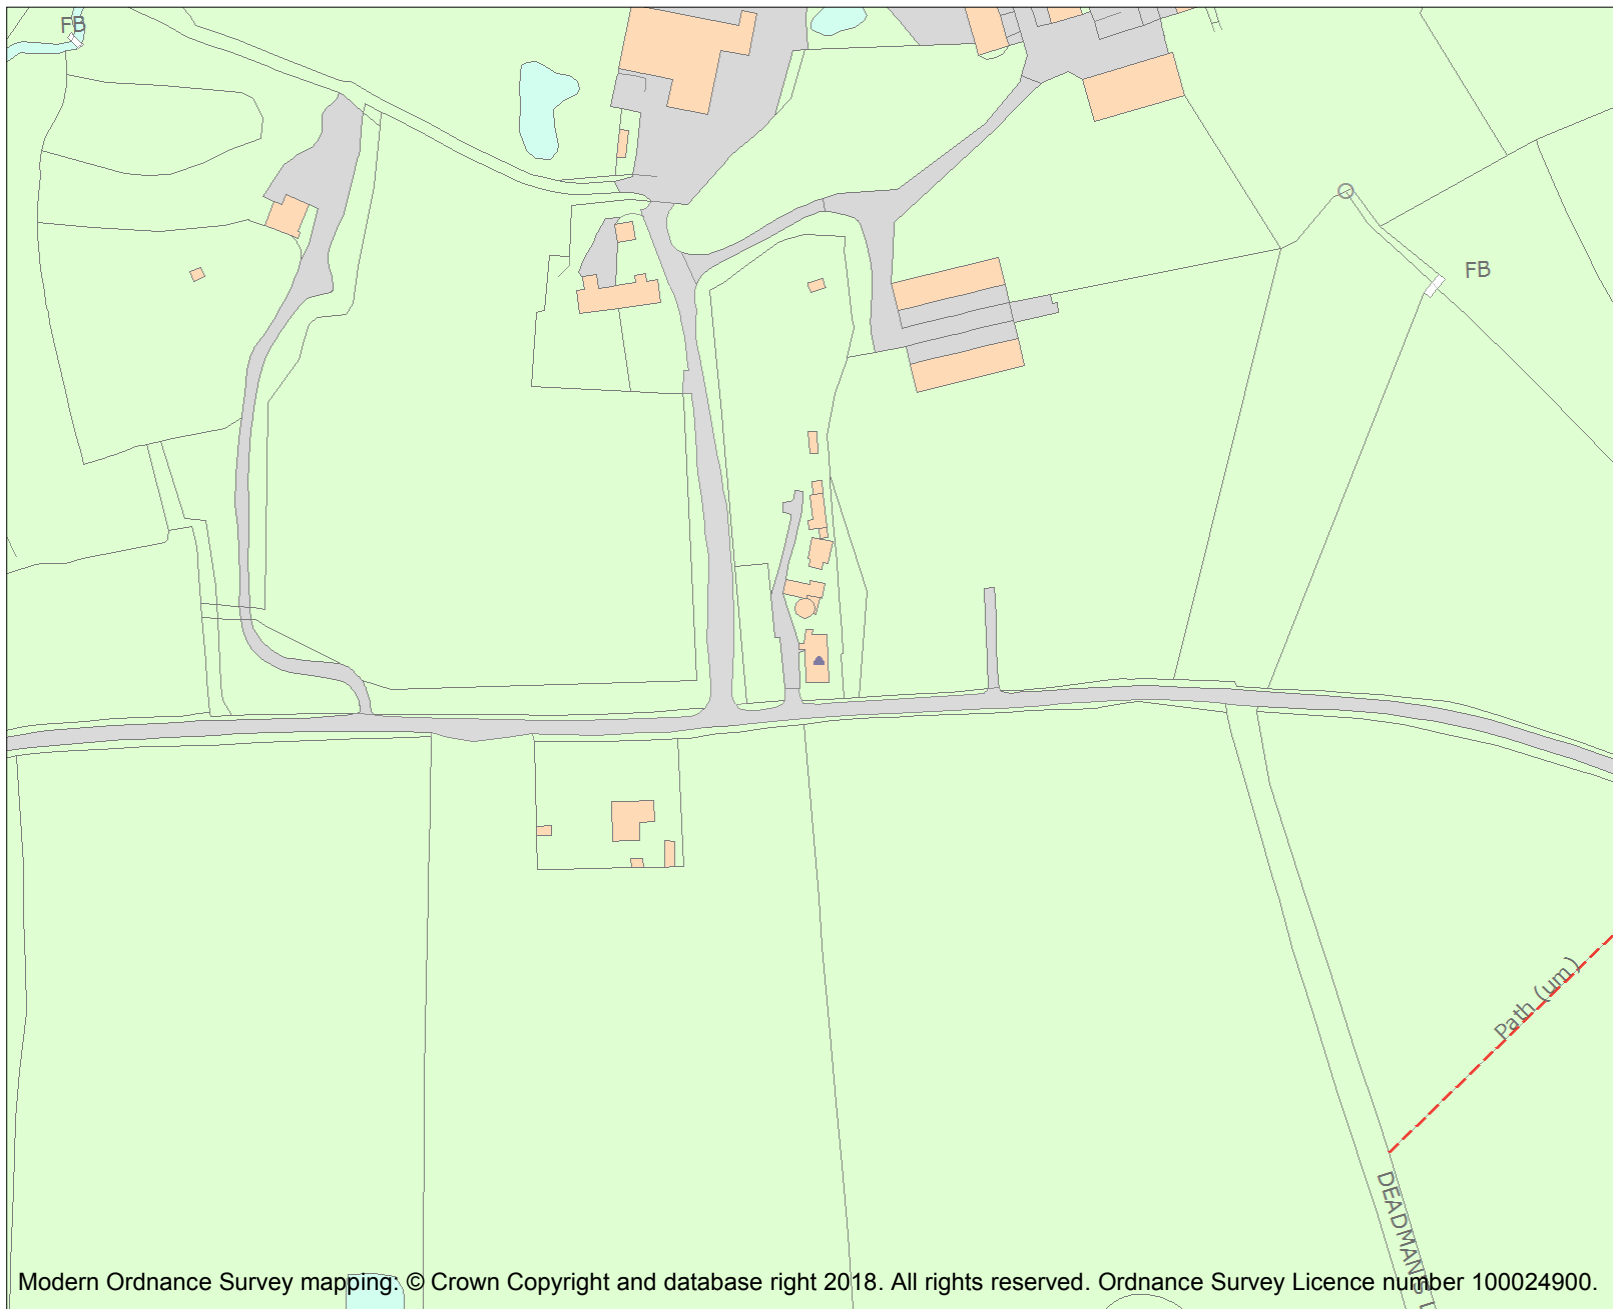 FB
FB
Path (um)
DEADMAN'S
Modern Ordnance Survey mapping: © Crown Copyright and database right 2018. All rights reserved. Ordnance Survey Licence number 100024900.